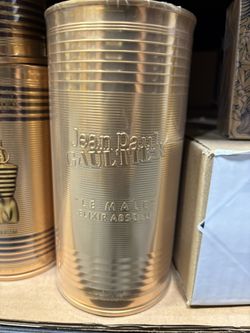 Jean Paul
GAULTIER
"LE MALE"
ELIXIR ABSOLU